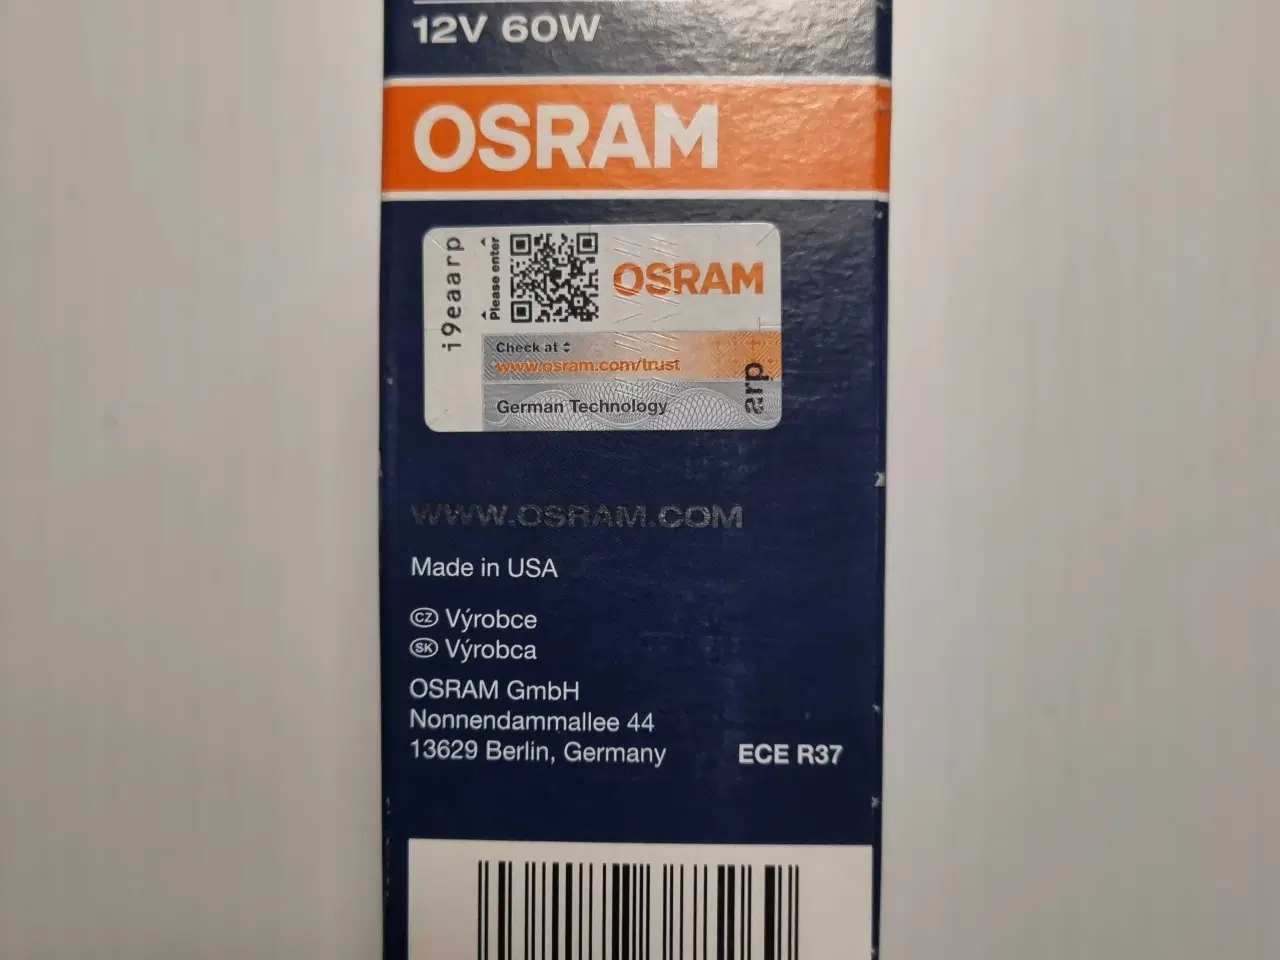 12V 60W
OSRAM
i9eaarp
Please enter
OSRAM
Check at
www.osram.com/trust
German Technology
arp
WWW.OSRAM.COM
Made in USA
CZ Výrobce
SK Výrobca
OSRAM GmbH
Nonnendammallee 44
13629 Berlin, Germany
ECE R37